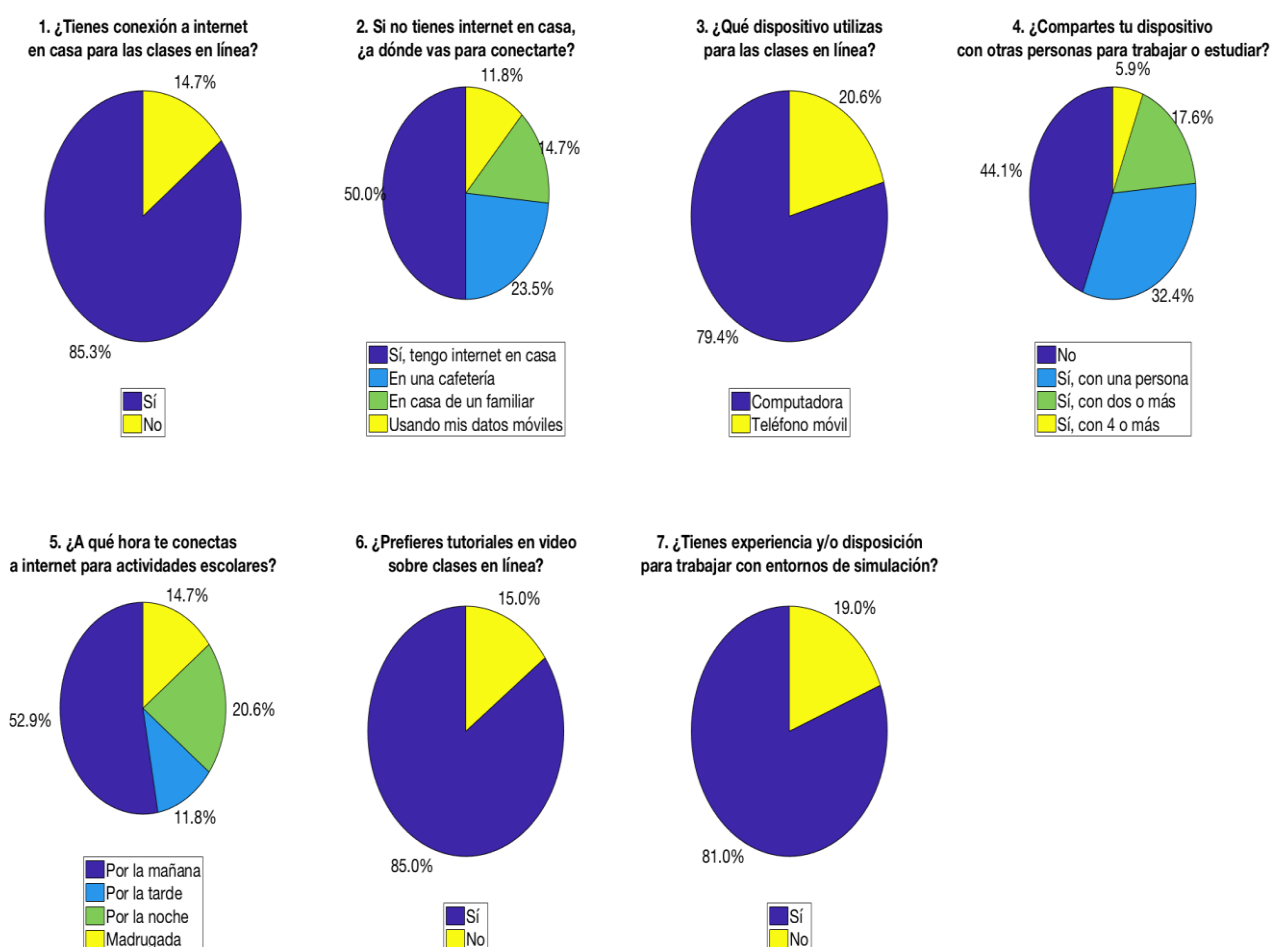 1. ¿Tienes conexión a internet
en casa para las clases en línea?
14.7%
85.3%
Sí
No
2. Si no tienes internet en casa,
¿a dónde vas para conectarte?
11.8%
14.7%
50.0%
23.5%
Sí, tengo internet en casa
En una cafetería
En casa de un familiar
Usando mis datos móviles
3. ¿Qué dispositivo utilizas
para las clases en línea?
20.6%
79.4%
Computadora
Teléfono móvil
4. ¿Compartes tu dispositivo
con otras personas para trabajar o estudiar?
5.9%
17.6%
44.1%
32.4%
No
Sí, con una persona
Sí, con dos o más
Sí, con 4 o más
5. ¿A qué hora te conectas
a internet para actividades escolares?
14.7%
20.6%
52.9%
11.8%
Por la mañana
Por la tarde
Por la noche
Madrugada
6. ¿Prefieres tutoriales en video
sobre clases en línea?
15.0%
85.0%
Sí
No
7. ¿Tienes experiencia y/o disposición
para trabajar con entornos de simulación?
19.0%
81.0%
Sí
No